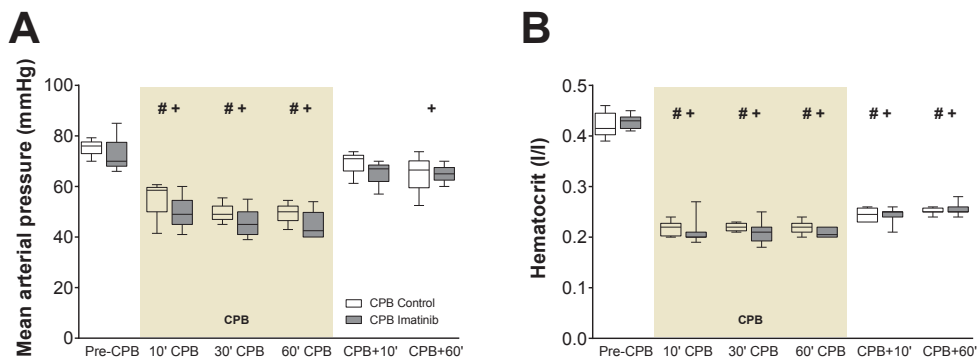 A
Mean arterial pressure (mmHg)
100
80
60
40
20
0
# +
# +
# +
+
CPB Control
CPB Imatinib
CPB
Pre-CPB 10' CPB 30' CPB 60' CPB CPB+10' CPB+60'
B
Hematocrit (l/l)
0.5
0.4
0.3
0.2
0.1
0.0
# +
# +
# +
# +
# +
CPB
Pre-CPB 10' CPB 30' CPB 60' CPB CPB+10' CPB+60'